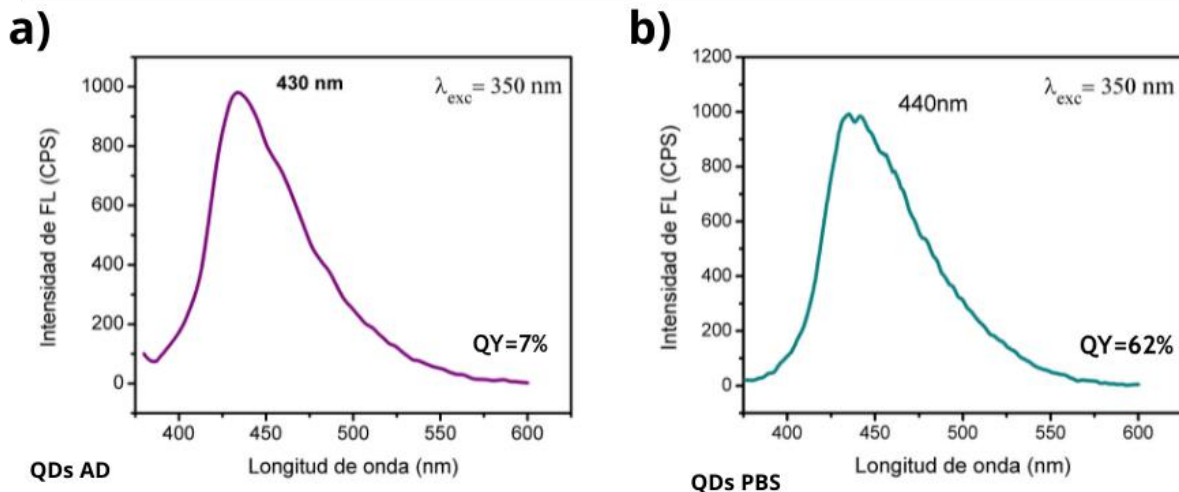 a)
430 nm
λexc= 350 nm
1000
800
600
400
200
0
Intensidad de FL (CPS)
QY=7%
400 450 500 550 600
Longitud de onda (nm)
QDs AD
b)
440nm
λexc= 350 nm
1200
1000
800
600
400
200
0
Intensidad de FL (CPS)
QY=62%
400 450 500 550 600
Longitud de onda (nm)
QDs PBS